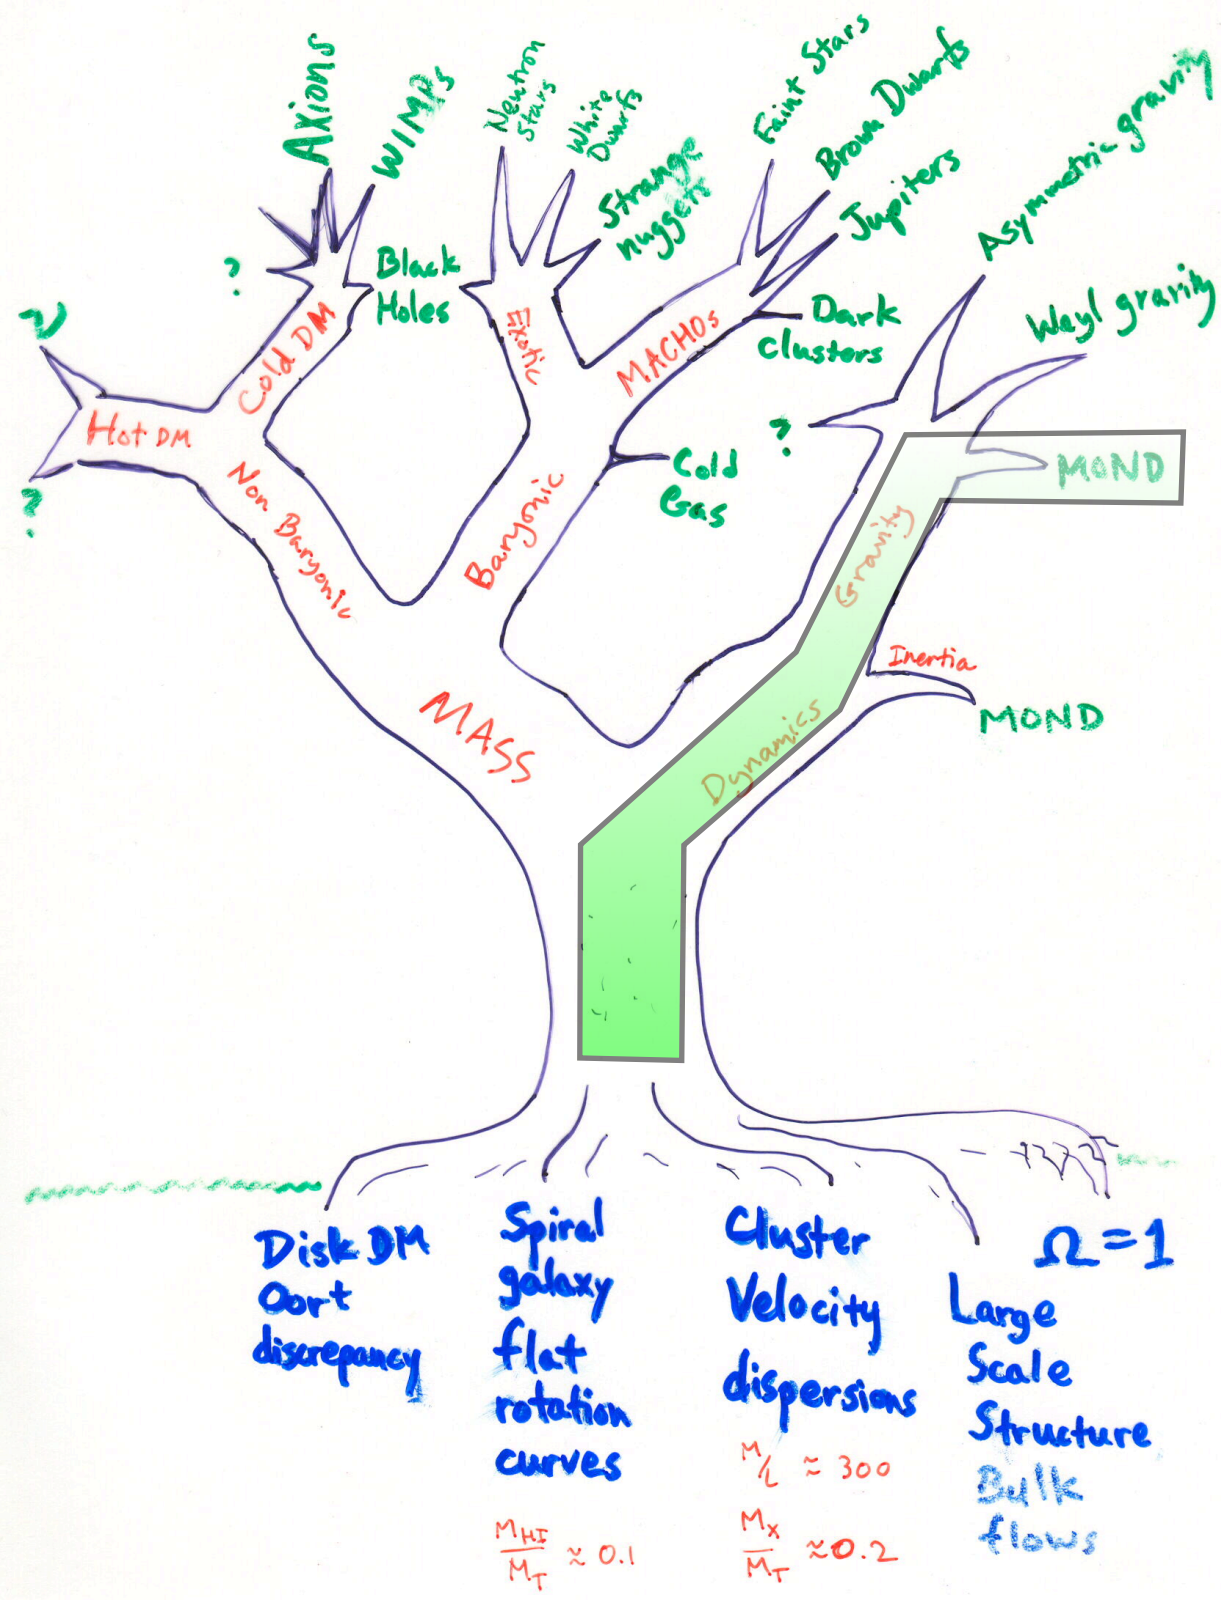 Axions
WIMPs
Neutron
Stars
White
Dwarfs
Strange
nuggets
Faint Stars
Brown Dwarfs
Jupiters
Asymmetric gravity
Weyl gravity
?
Black
Holes
Dark
clusters
ν
?
Cold DM
Hot DM
Exotic
MACHOs
?
Cold
Gas
MOND
Non Baryonic
Baryonic
Gravity
Inertia
MOND
MASS
Dynamics
Disk DM
Oort
discrepancy
Spiral
galaxy
flat
rotation
curves
M_HI/M_T ≈ 0.1
Cluster
Velocity
dispersions
M/L ≈ 300
M_X/M_T ≈ 0.2
Ω = 1
Large
Scale
Structure
Bulk
flows